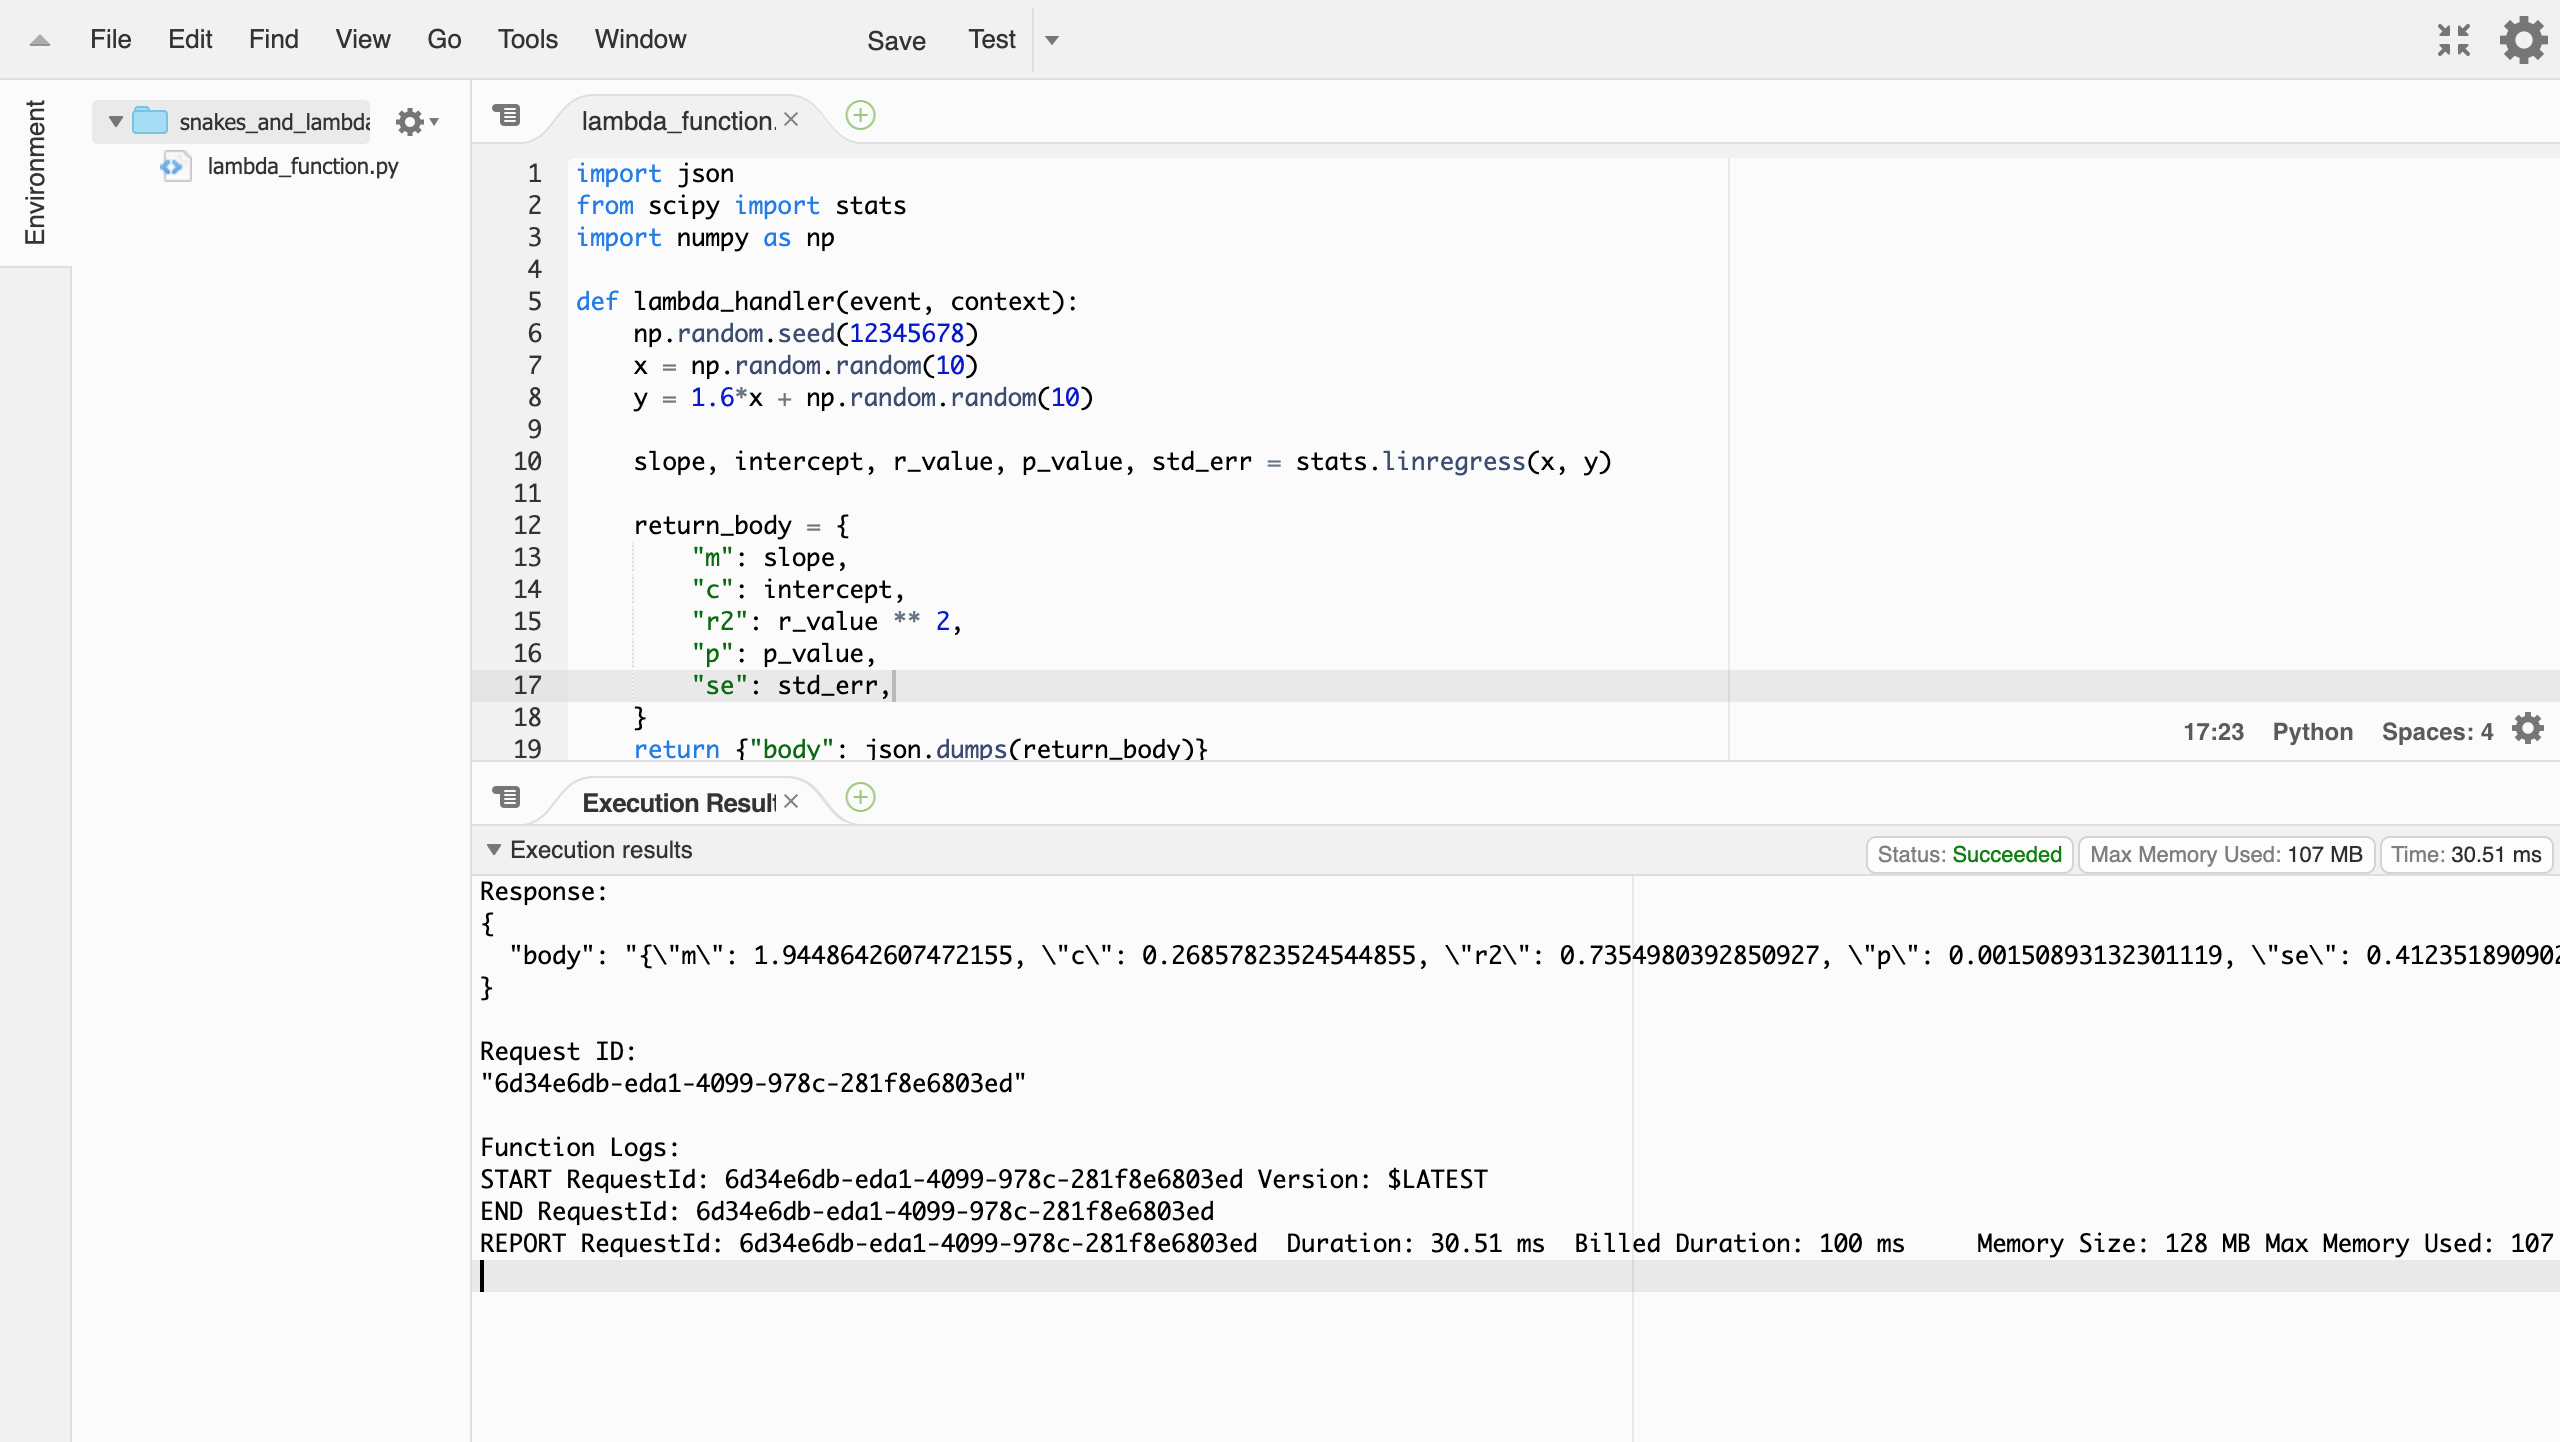 File Edit Find View Go Tools Window Save Test
Environment
snakes_and_lambda
lambda_function.py
lambda_function.
1 import json
2 from scipy import stats
3 import numpy as np
4
5 def lambda_handler(event, context):
6     np.random.seed(12345678)
7     x = np.random.random(10)
8     y = 1.6*x + np.random.random(10)
9
10     slope, intercept, r_value, p_value, std_err = stats.linregress(x, y)
11
12     return_body = {
13         "m": slope,
14         "c": intercept,
15         "r2": r_value ** 2,
16         "p": p_value,
17         "se": std_err,
18     }
19     return {"body": json.dumps(return_body)}
17:23 Python Spaces: 4
Execution Result
Execution results Status: Succeeded Max Memory Used: 107 MB Time: 30.51 ms
Response:
{
  "body": "{\"m\": 1.9448642607472155, \"c\": 0.26857823524544855, \"r2\": 0.7354980392850927, \"p\": 0.00150893132301119, \"se\": 0.412351890902
}
Request ID:
"6d34e6db-eda1-4099-978c-281f8e6803ed"
Function Logs:
START RequestId: 6d34e6db-eda1-4099-978c-281f8e6803ed Version: $LATEST
END RequestId: 6d34e6db-eda1-4099-978c-281f8e6803ed
REPORT RequestId: 6d34e6db-eda1-4099-978c-281f8e6803ed  Duration: 30.51 ms  Billed Duration: 100 ms     Memory Size: 128 MB Max Memory Used: 107